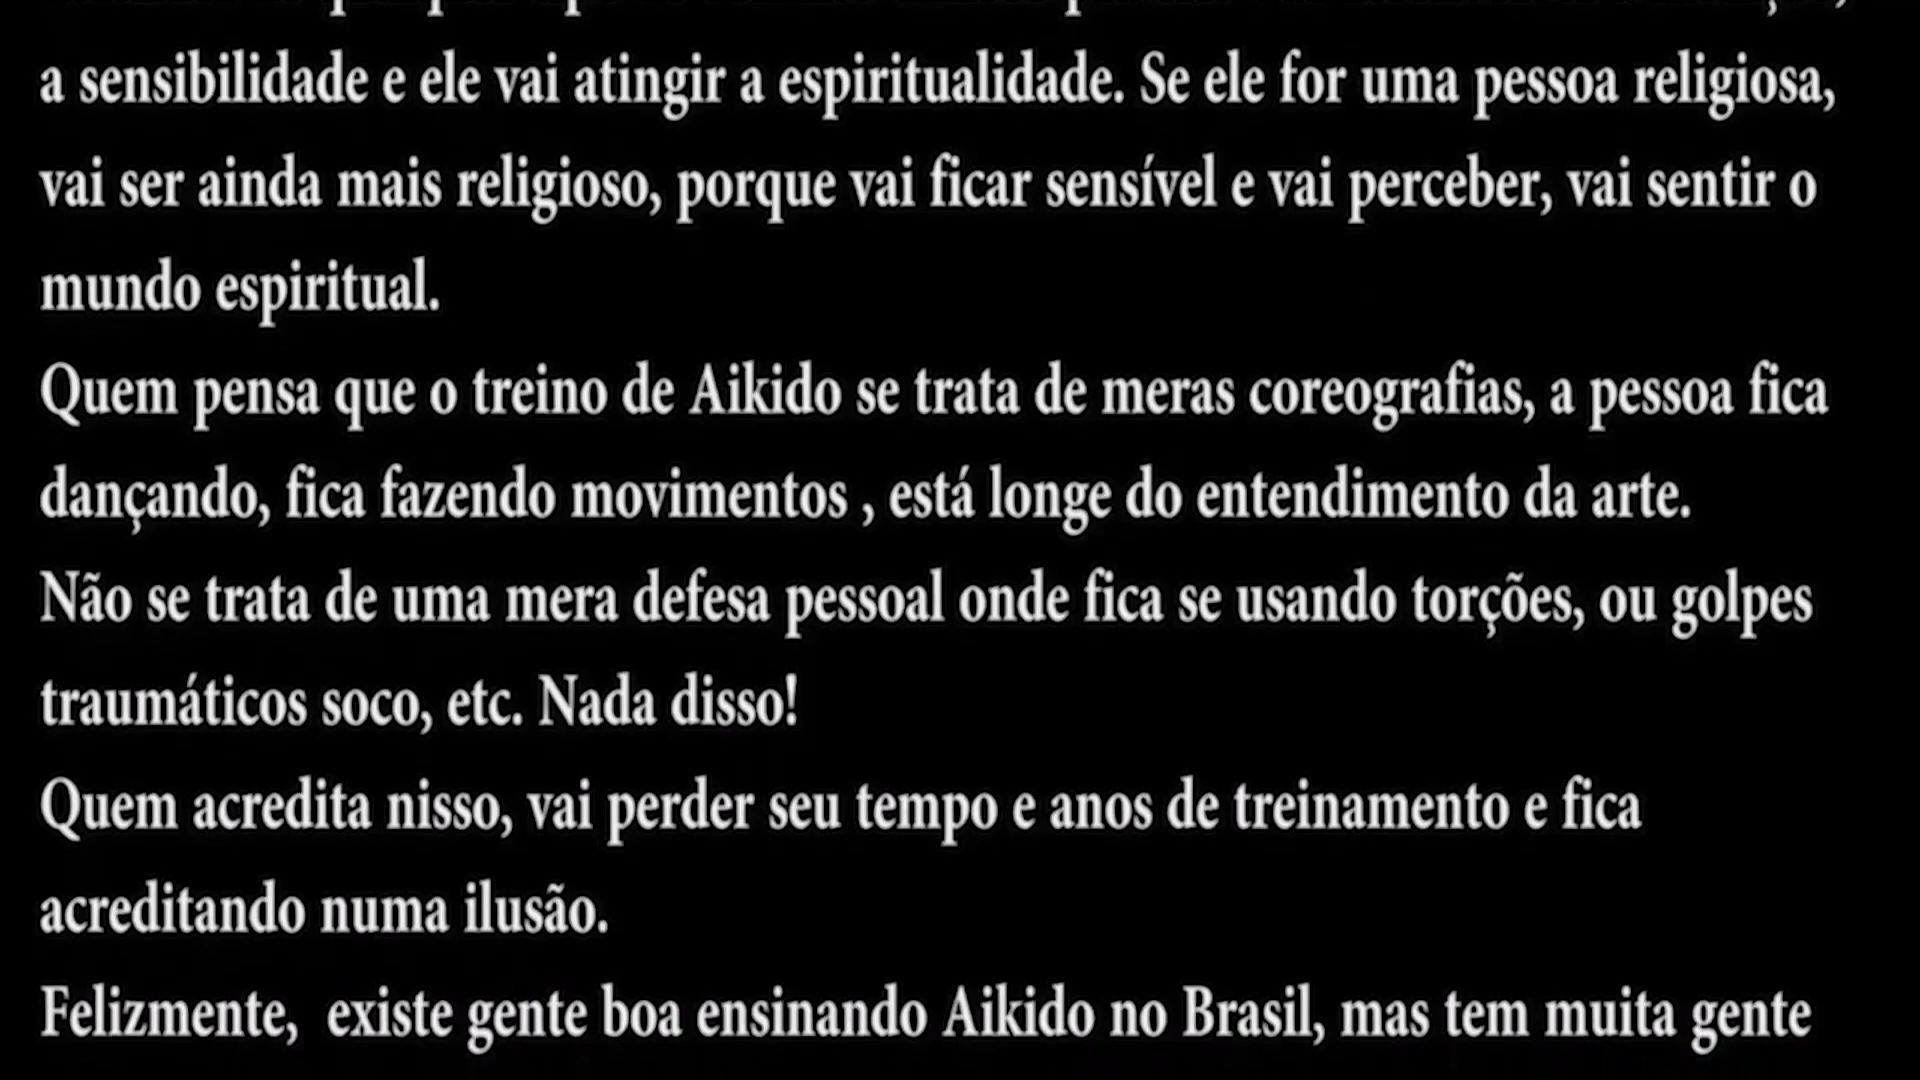 a sensibilidade e ele vai atingir a espiritualidade. Se ele for uma pessoa religiosa,
vai ser ainda mais religioso, porque vai ficar sensível e vai perceber, vai sentir o
mundo espiritual.
Quem pensa que o treino de Aikido se trata de meras coreografias, a pessoa fica
dançando, fica fazendo movimentos , está longe do entendimento da arte.
Não se trata de uma mera defesa pessoal onde fica se usando torções, ou golpes
traumáticos soco, etc. Nada disso!
Quem acredita nisso, vai perder seu tempo e anos de treinamento e fica
acreditando numa ilusão.
Felizmente,  existe gente boa ensinando Aikido no Brasil, mas tem muita gente